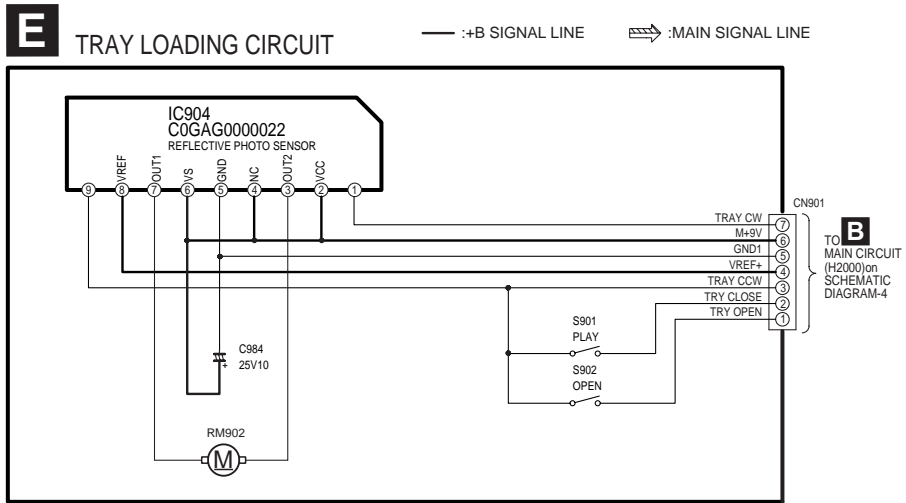 E TRAY LOADING CIRCUIT
:+B SIGNAL LINE
:MAIN SIGNAL LINE
IC904
C0GAG0000022
REFLECTIVE PHOTO SENSOR
VREF
OUT1
VS
GND
NC
OUT2
VCC
9 8 7 6 5 4 3 2 1
CN901
TRAY CW 7
M+9V 6
GND1 5
VREF+ 4
TRAY CCW 3
TRY CLOSE 2
TRY OPEN 1
TO B
MAIN CIRCUIT
(H2000)on
SCHEMATIC
DIAGRAM-4
S901
PLAY
S902
OPEN
C984
+ 25V10
RM902
M